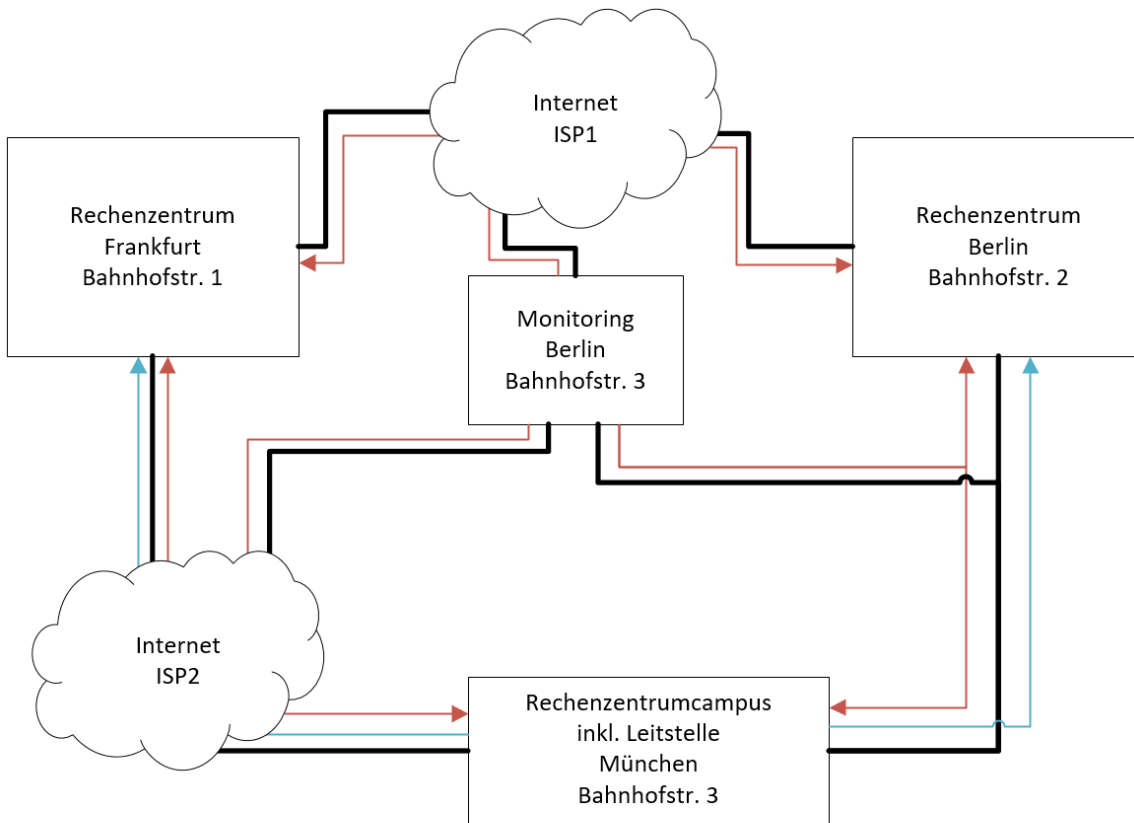 Internet
ISP1
Rechenzentrum
Frankfurt
Bahnhofstr. 1
Rechenzentrum
Berlin
Bahnhofstr. 2
Monitoring
Berlin
Bahnhofstr. 3
Internet
ISP2
Rechenzentrumcampus
inkl. Leitstelle
München
Bahnhofstr. 3